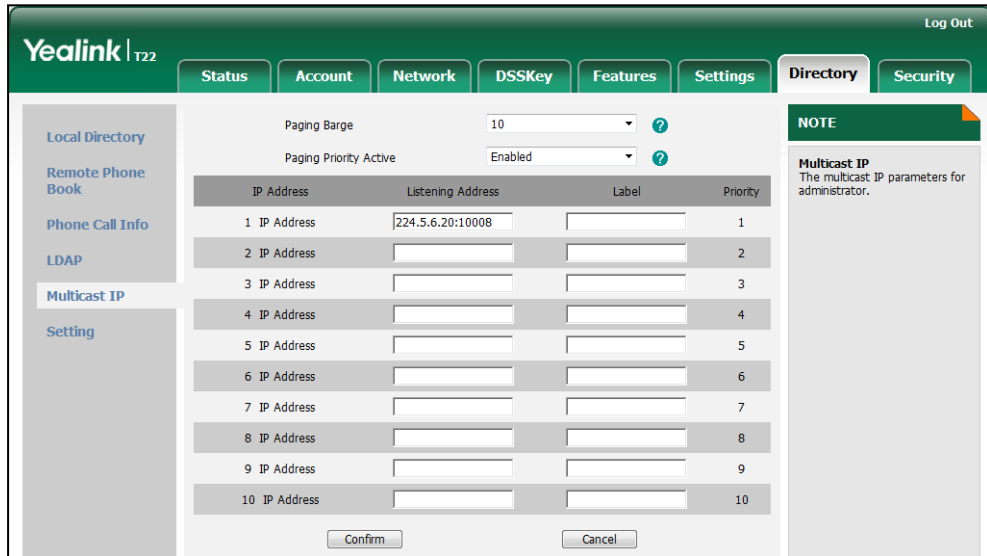 Log Out
Yealink T22
Status Account Network DSSKey Features Settings Directory Security
Local Directory
Remote Phone
Book
Phone Call Info
LDAP
Multicast IP
Setting
Paging Barge 10 ?
Paging Priority Active Enabled ?
IP Address Listening Address Label Priority
1 IP Address 224.5.6.20:10008 1
2 IP Address 2
3 IP Address 3
4 IP Address 4
5 IP Address 5
6 IP Address 6
7 IP Address 7
8 IP Address 8
9 IP Address 9
10 IP Address 10
Confirm Cancel
NOTE
Multicast IP
The multicast IP parameters for
administrator.